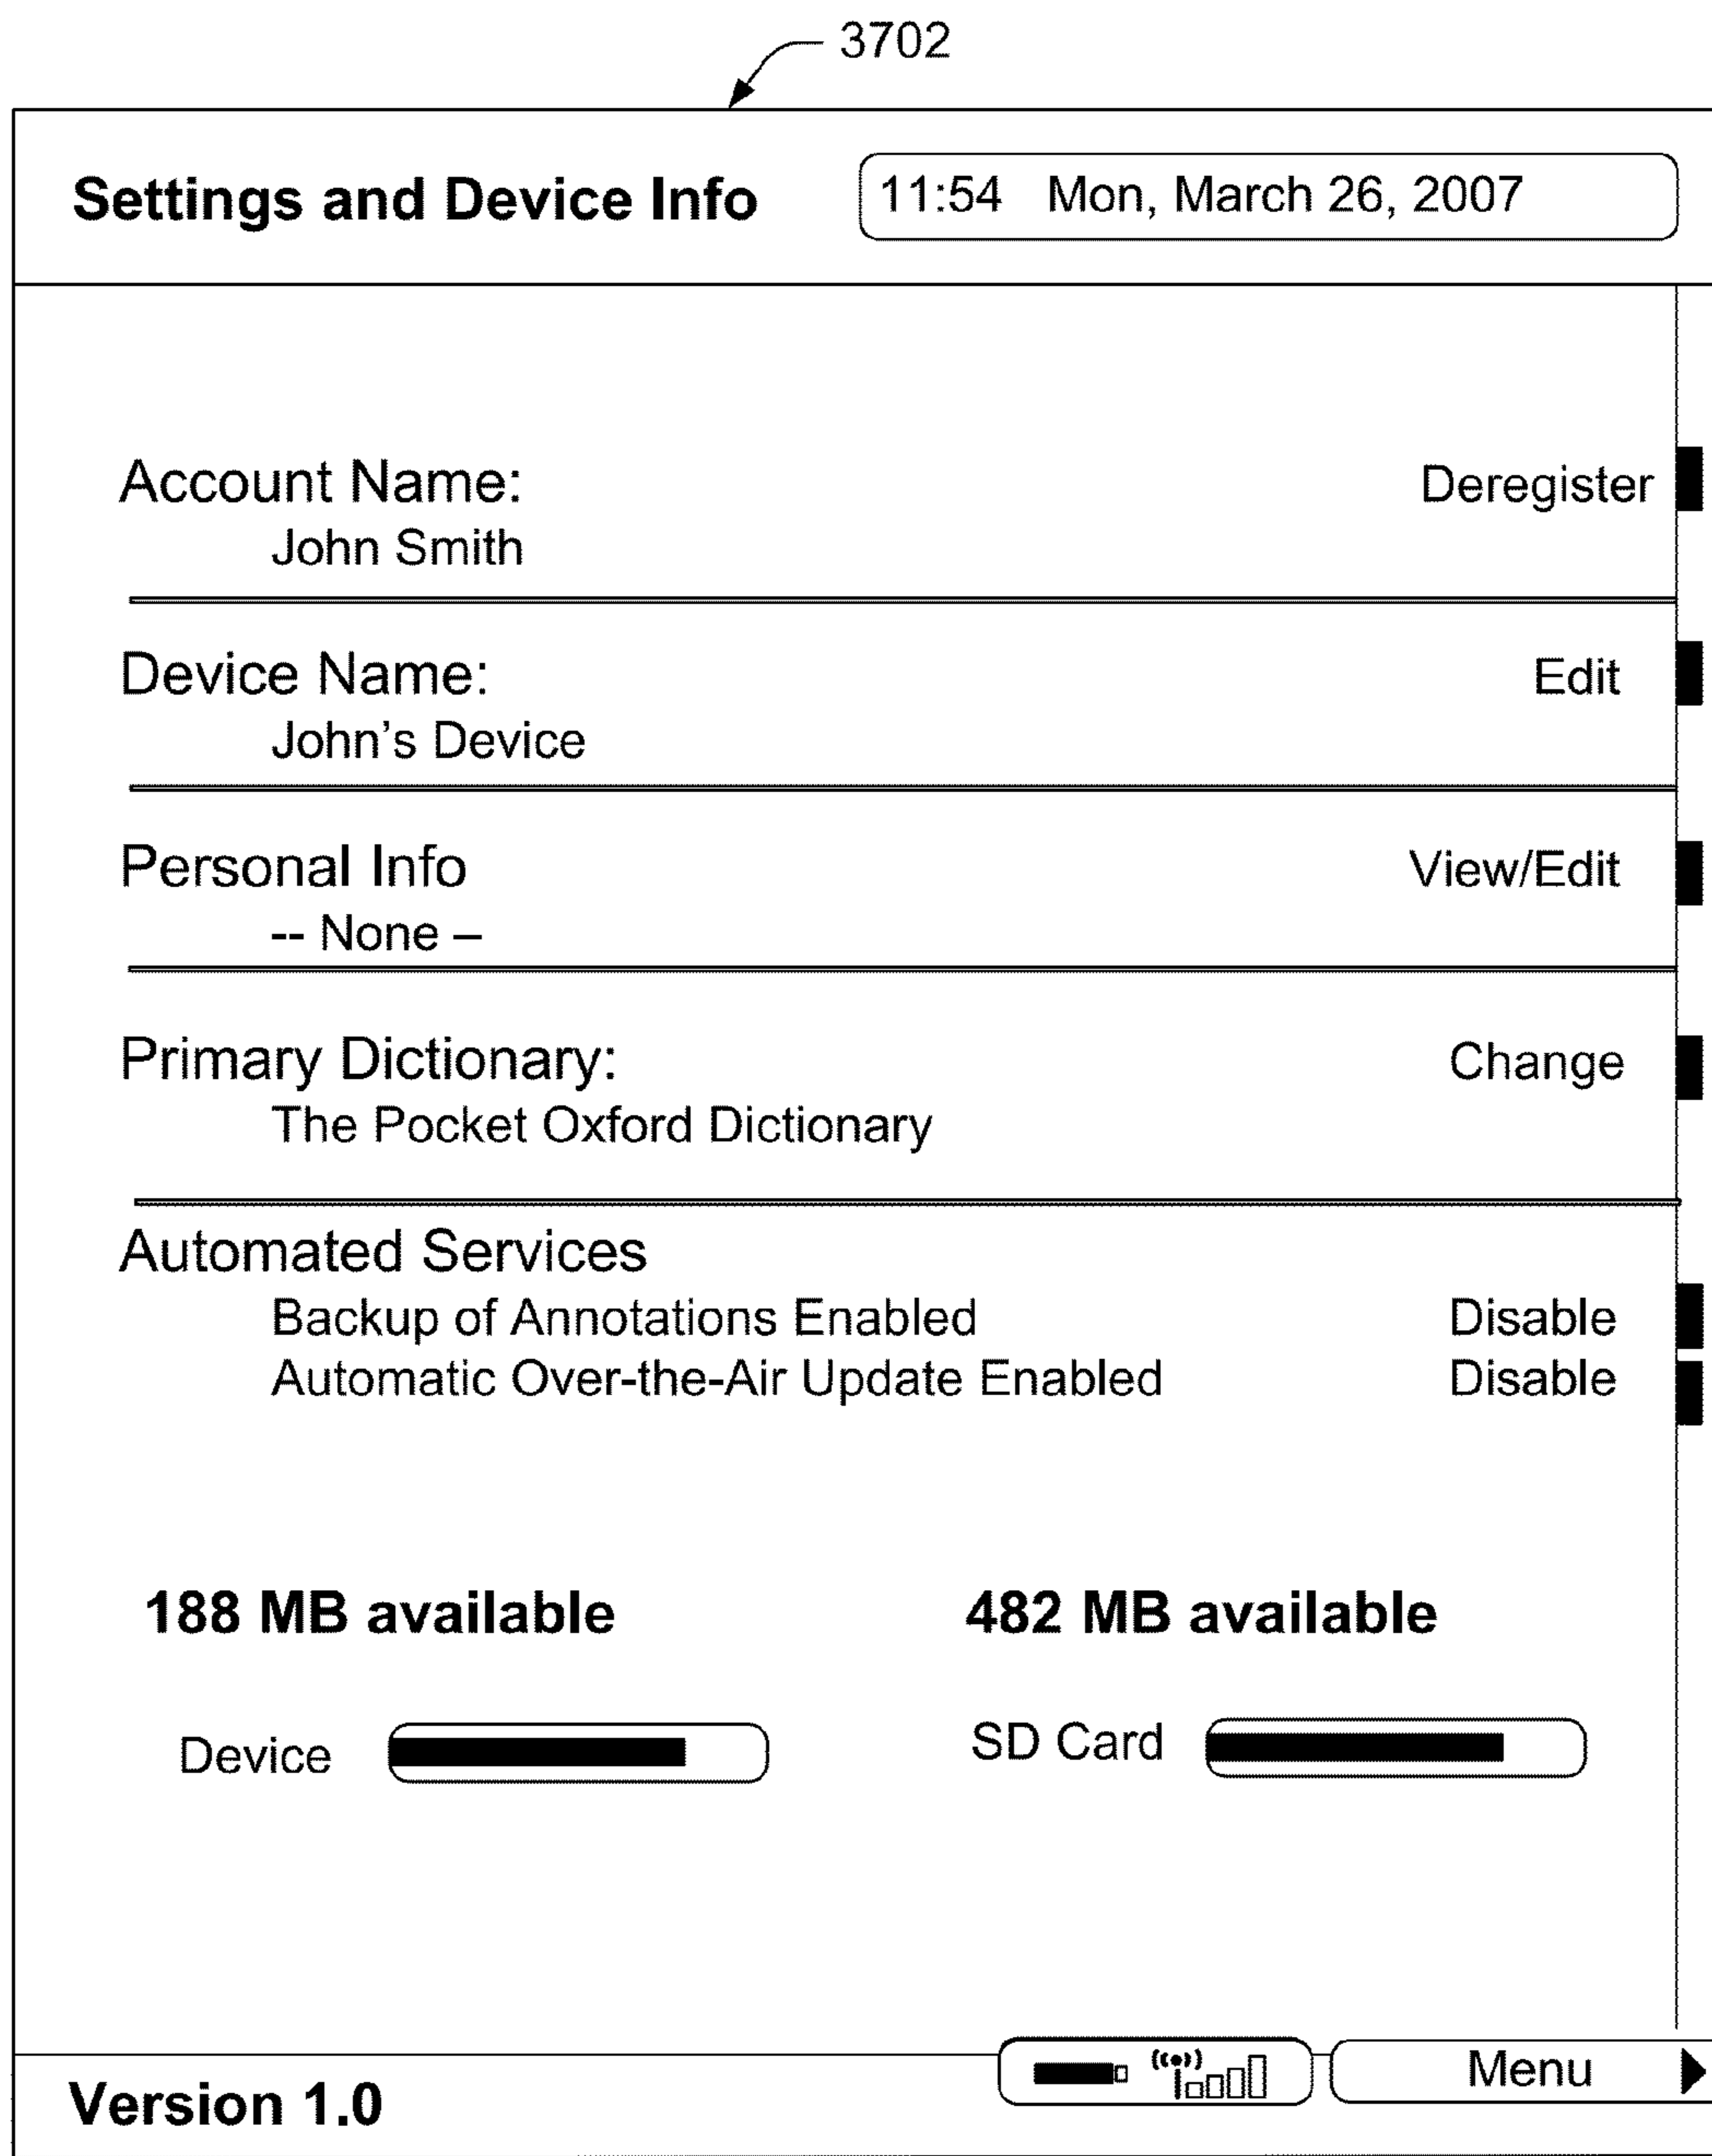 3702
Settings and Device Info 11:54 Mon, March 26, 2007
Account Name: Deregister
John Smith
Device Name: Edit
John's Device
Personal Info View/Edit
-- None –
Primary Dictionary: Change
The Pocket Oxford Dictionary
Automated Services
Backup of Annotations Enabled Disable
Automatic Over-the-Air Update Enabled Disable
188 MB available 482 MB available
Device SD Card
Version 1.0 Menu